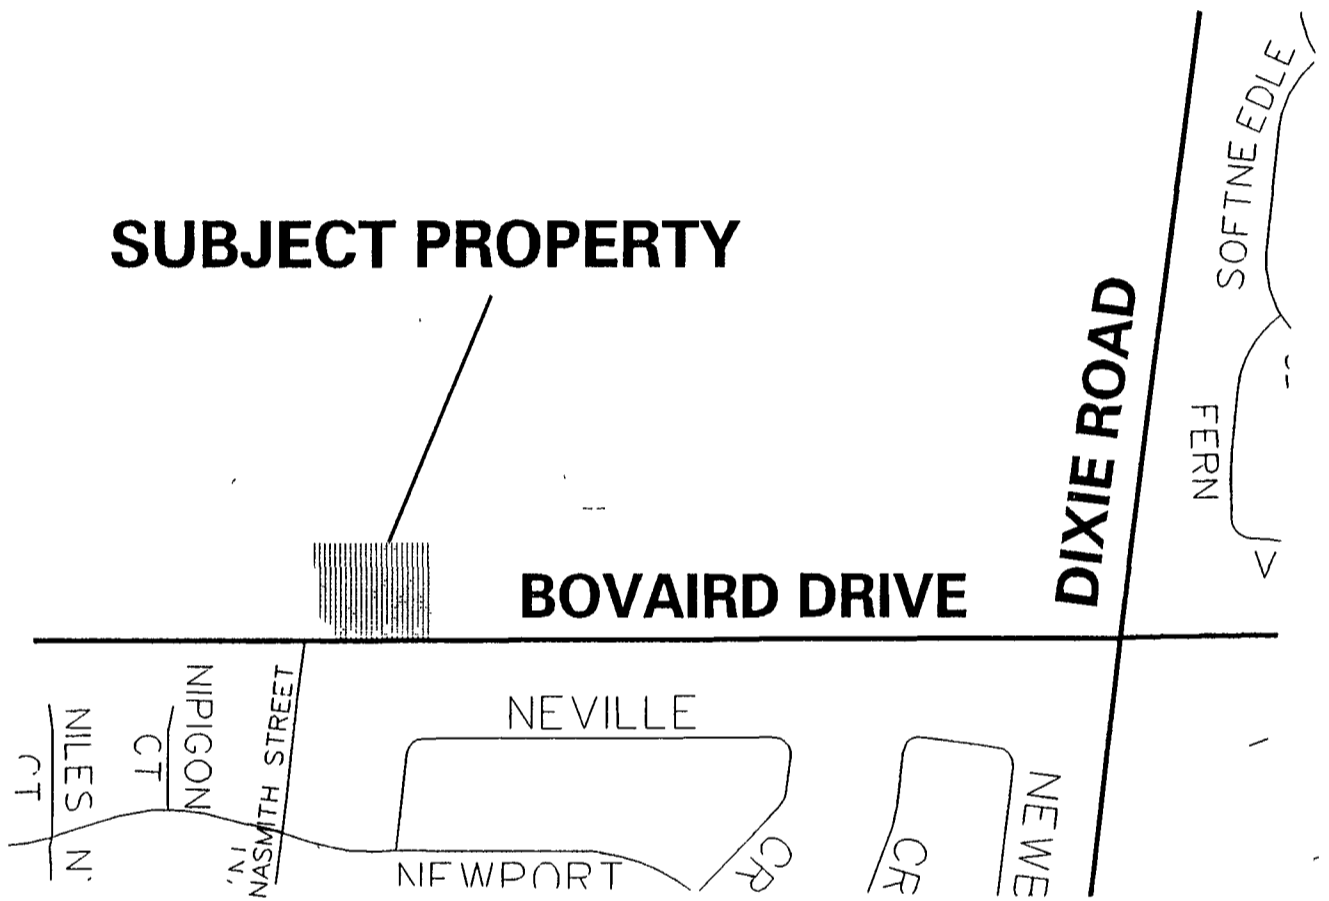 SUBJECT PROPERTY
SOFTNEEDLE
DIXIE ROAD
FERN
BOVAIRD DRIVE
NILES
CT
NIPIGON
CT
NASMITH STREET
NEVILLE
CR
NEWPORT
CR
NEWE